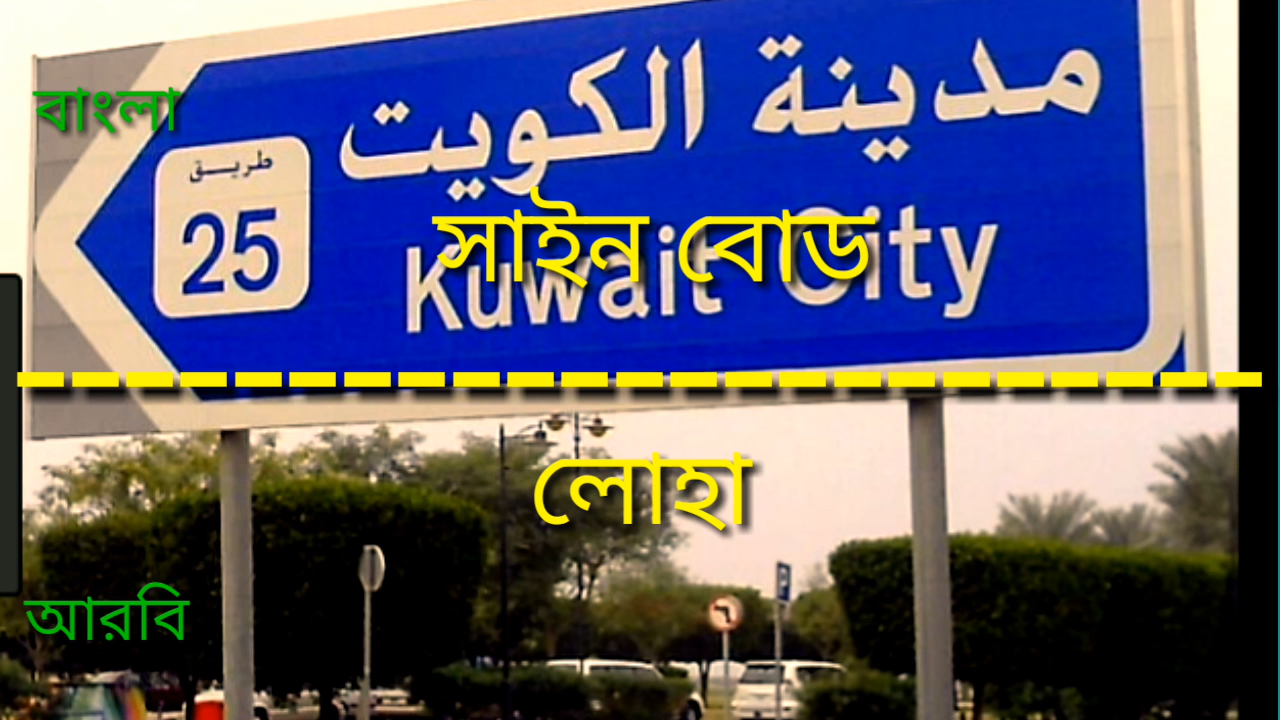 مدينة الكويت
বাংলা
طريق
25
সাইন বোড
Kuwait City
লোহা
P
আরবি